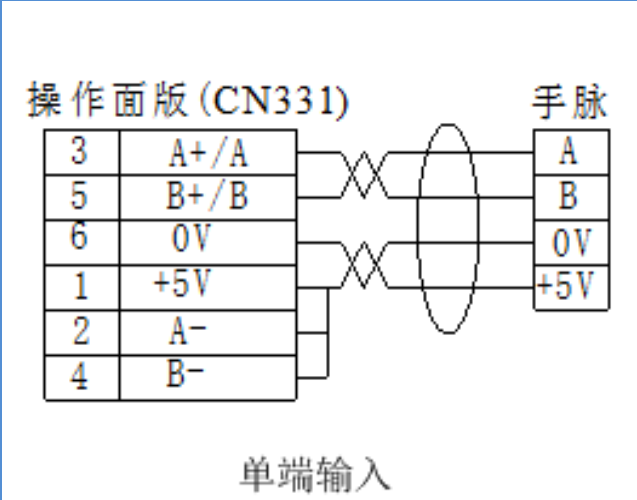 操作面版(CN331) 手脉
3 A+/A A
5 B+/B B
6 0V 0V
1 +5V +5V
2 A-
4 B-
单端输入